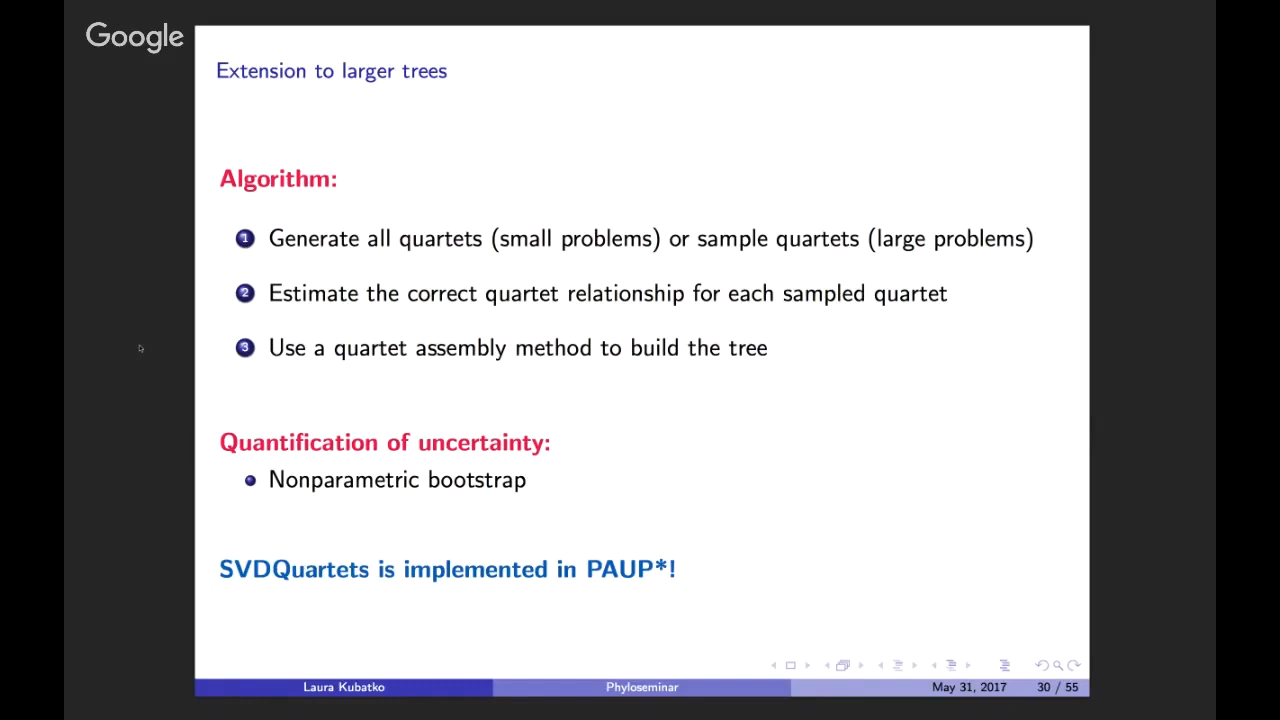 Google
Extension to larger trees
Algorithm:
1 Generate all quartets (small problems) or sample quartets (large problems)
2 Estimate the correct quartet relationship for each sampled quartet
3 Use a quartet assembly method to build the tree
Quantification of uncertainty:
Nonparametric bootstrap
SVDQuartets is implemented in PAUP*!
Laura Kubatko Phyloseminar May 31, 2017 30 / 55